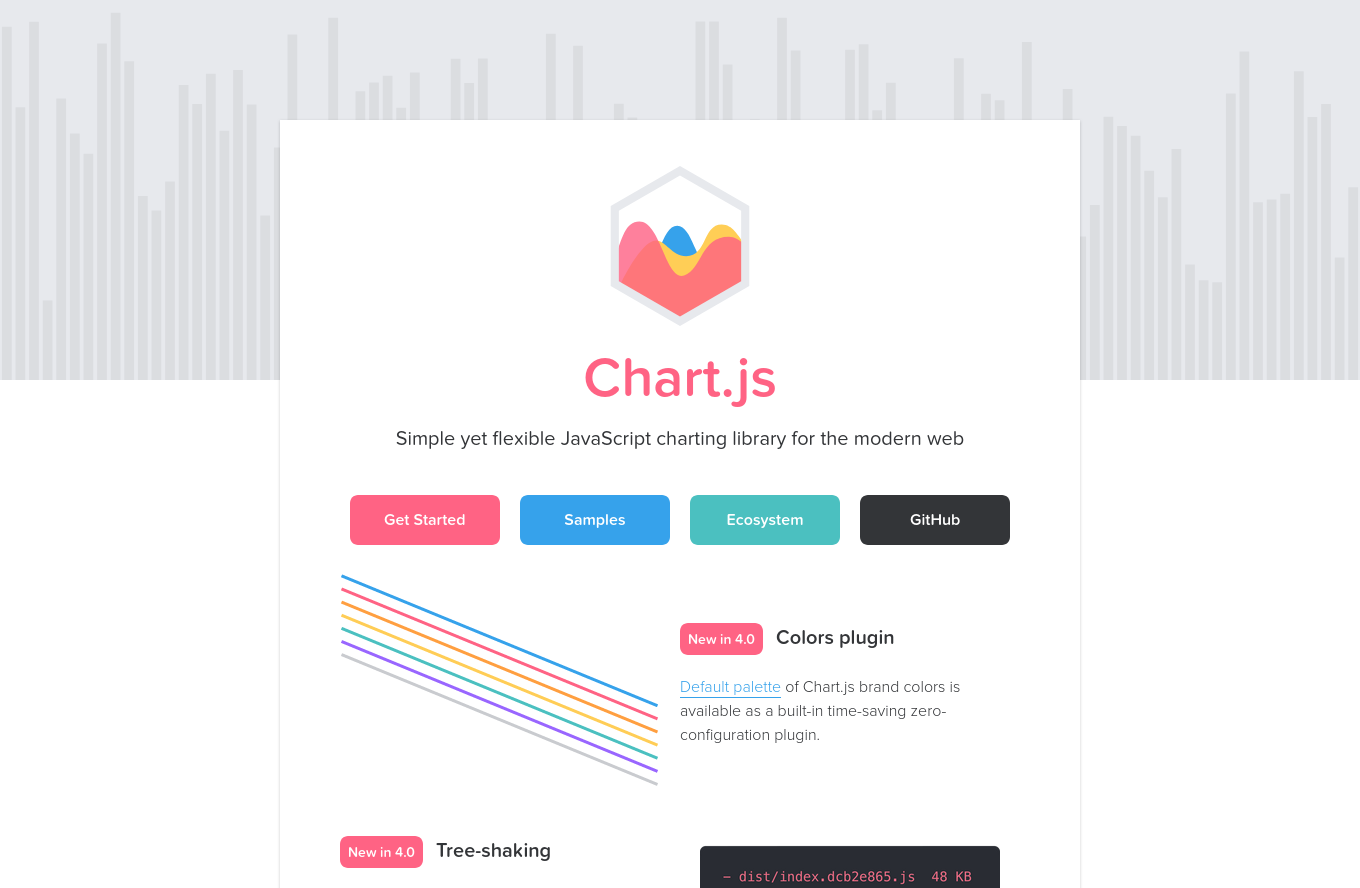 Chart.js
Simple yet flexible JavaScript charting library for the modern web
Get Started
Samples
Ecosystem
GitHub
New in 4.0 Colors plugin
Default palette of Chart.js brand colors is
available as a built-in time-saving zero-
configuration plugin.
New in 4.0 Tree-shaking
− dist/index.dcb2e865.js 48 KB